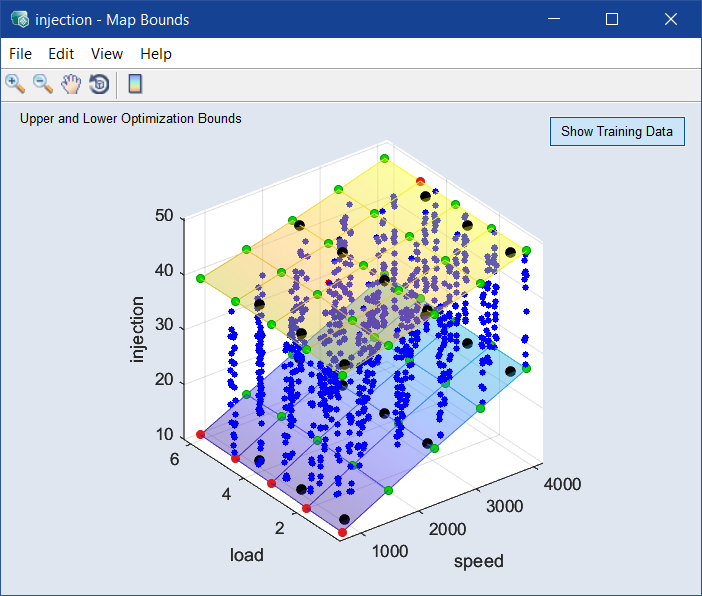 injection - Map Bounds
File Edit View Help
Upper and Lower Optimization Bounds
Show Training Data
50
40
30
20
10
injection
6
4
2
load
1000
2000
3000
4000
speed